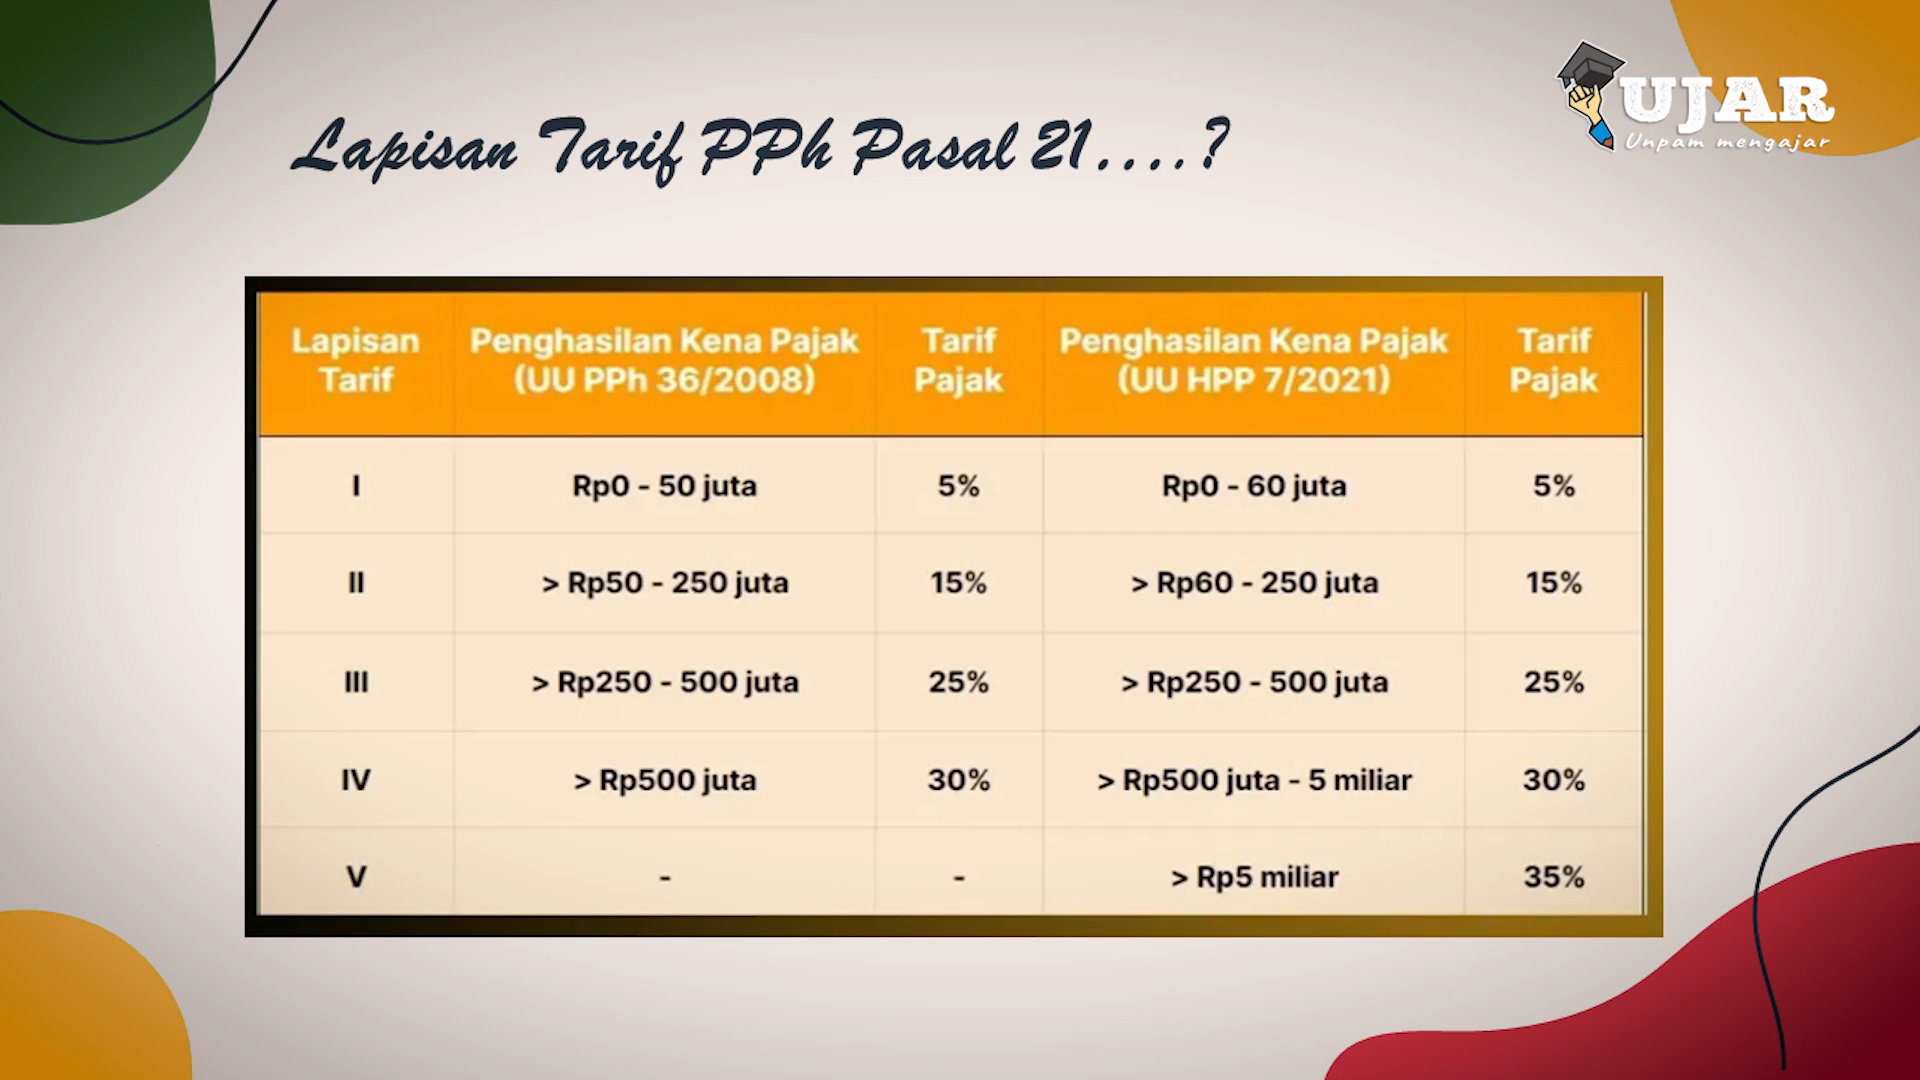 UJAR
Unpam mengajar
Lapisan Tarif PPh Pasal 21....?
Lapisan Tarif
Penghasilan Kena Pajak (UU PPh 36/2008)
Tarif Pajak
Penghasilan Kena Pajak (UU HPP 7/2021)
Tarif Pajak
I
Rp0 - 50 juta
5%
Rp0 - 60 juta
5%
II
> Rp50 - 250 juta
15%
> Rp60 - 250 juta
15%
III
> Rp250 - 500 juta
25%
> Rp250 - 500 juta
25%
IV
> Rp500 juta
30%
> Rp500 juta - 5 miliar
30%
V
-
-
> Rp5 miliar
35%